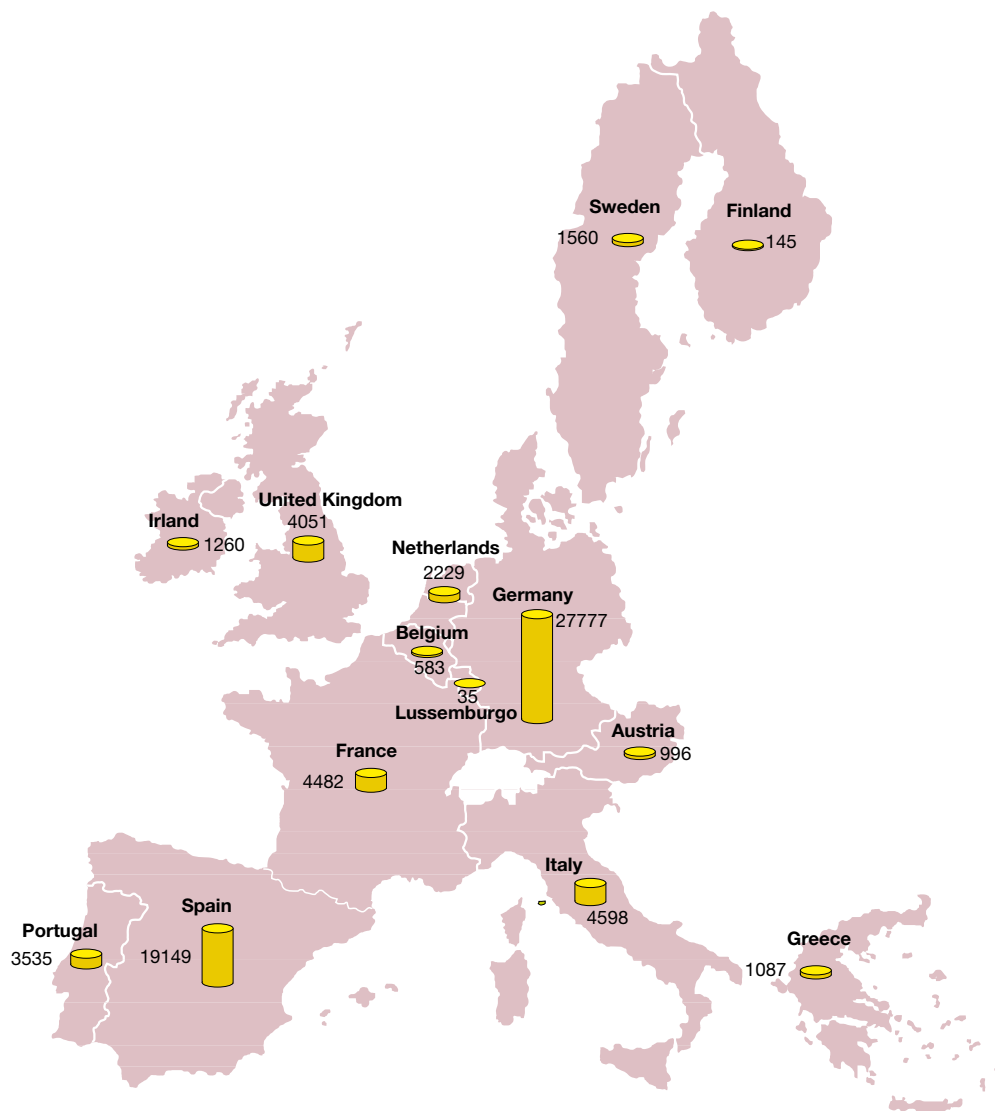 Sweden
1560
Finland
145
United Kingdom
4051
Irland
1260
Netherlands
2229
Germany
27777
Belgium
583
35
Lussemburgo
Austria
996
France
4482
Italy
4598
Spain
19149
Portugal
3535
Greece
1087